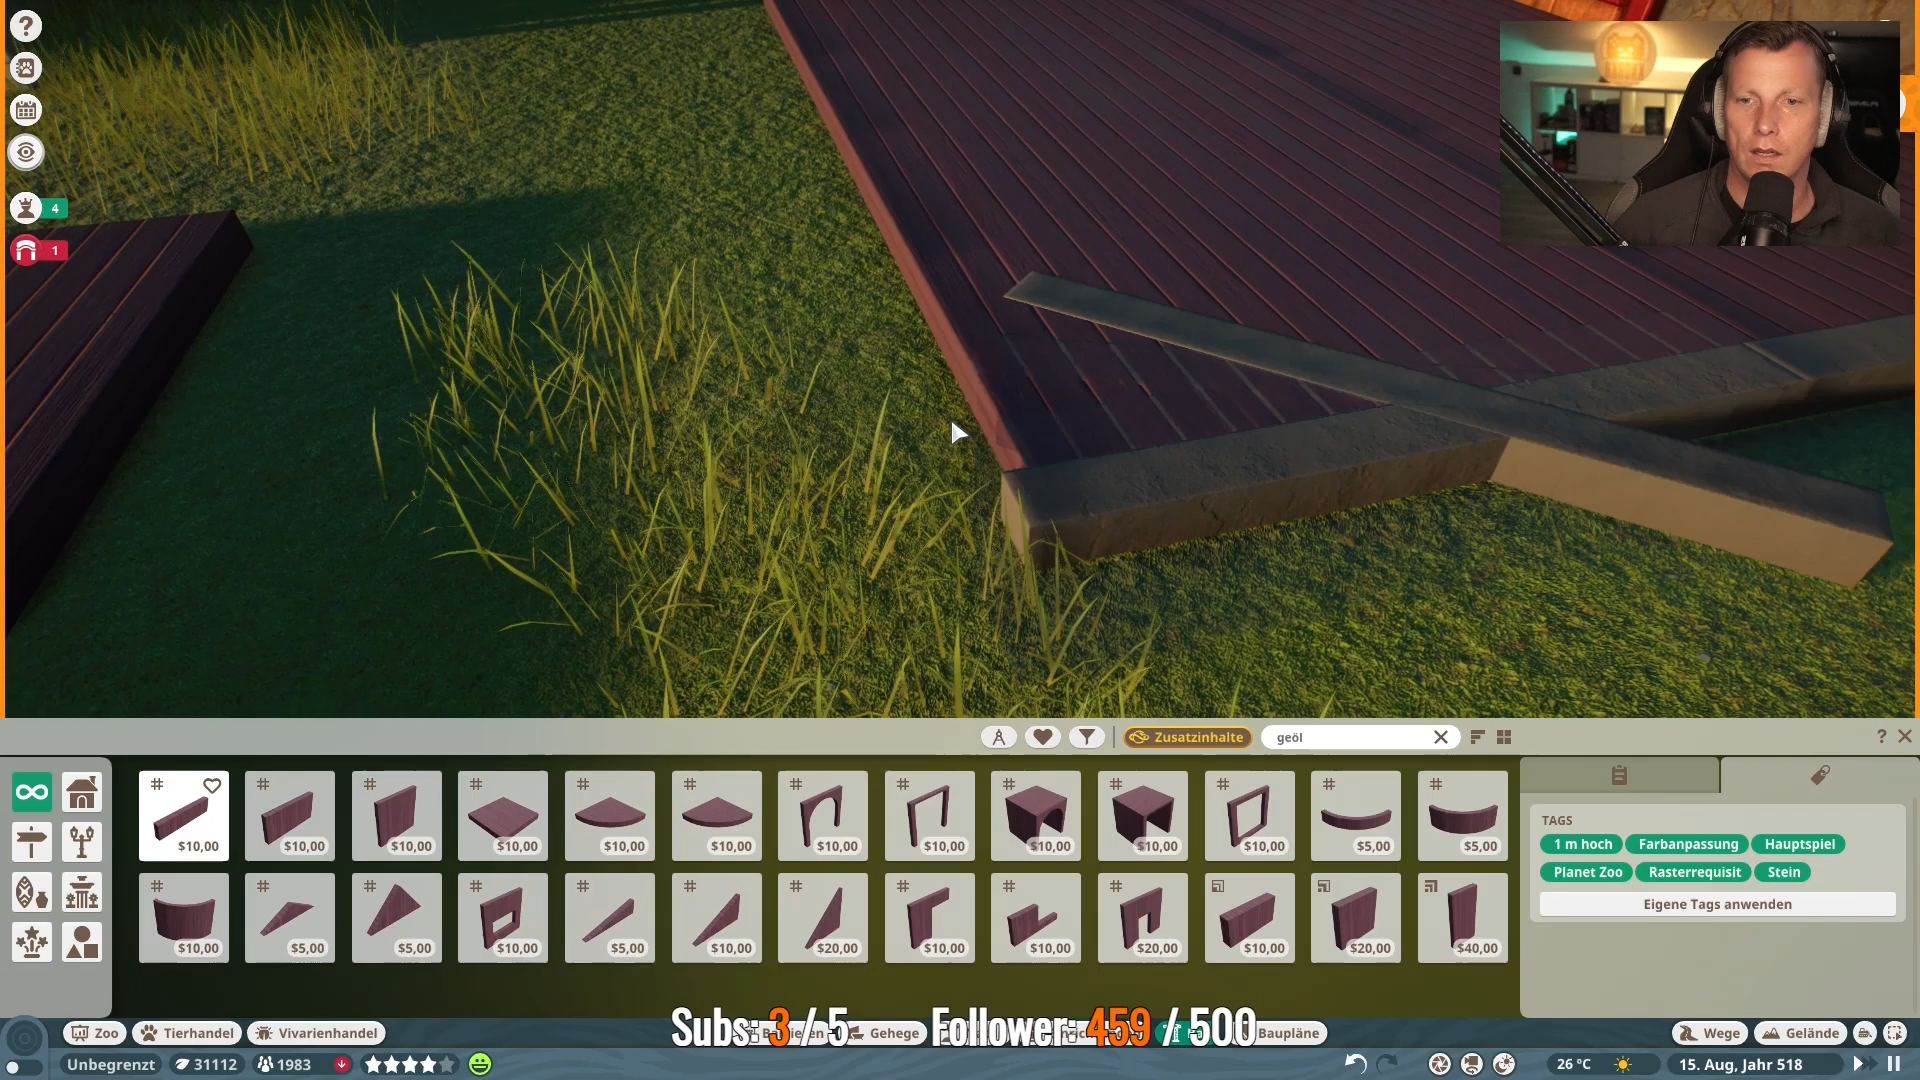 4
1
Zusatzinhalte
geöl
$10,00 $10,00 $10,00 $10,00 $10,00 $10,00 $10,00 $10,00 $10,00 $10,00 $10,00 $5,00 $5,00
$10,00 $5,00 $5,00 $10,00 $5,00 $10,00 $20,00 $10,00 $10,00 $20,00 $10,00 $20,00 $40,00
TAGS
1 m hoch Farbanpassung Hauptspiel
Planet Zoo Rasterrequisit Stein
Eigene Tags anwenden
Subs: 3 / 5 Follower: 459 / 500
Zoo Tierhandel Vivarienhandel Gehege Baupläne Wege Gelände
Unbegrenzt 31112 1983 26 °C 15. Aug, Jahr 518